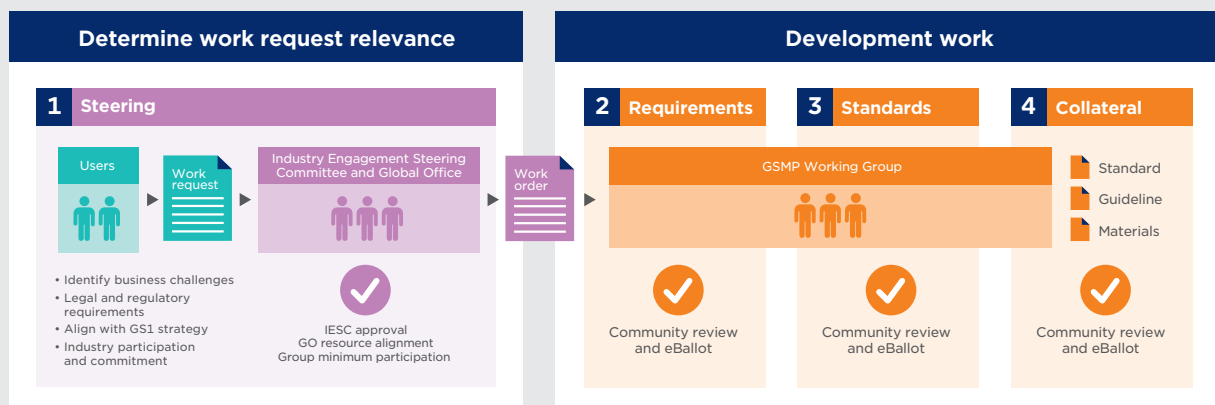 Determine work request relevance
1 Steering
Users
Work
request
Industry Engagement Steering
Committee and Global Office
Work
order
• Identify business challenges
• Legal and regulatory
requirements
• Align with GS1 strategy
• Industry participation
and commitment
IESC approval
GO resource alignment
Group minimum participation
Development work
2 Requirements
3 Standards
4 Collateral
GSMP Working Group
Standard
Guideline
Materials
Community review
and eBallot
Community review
and eBallot
Community review
and eBallot